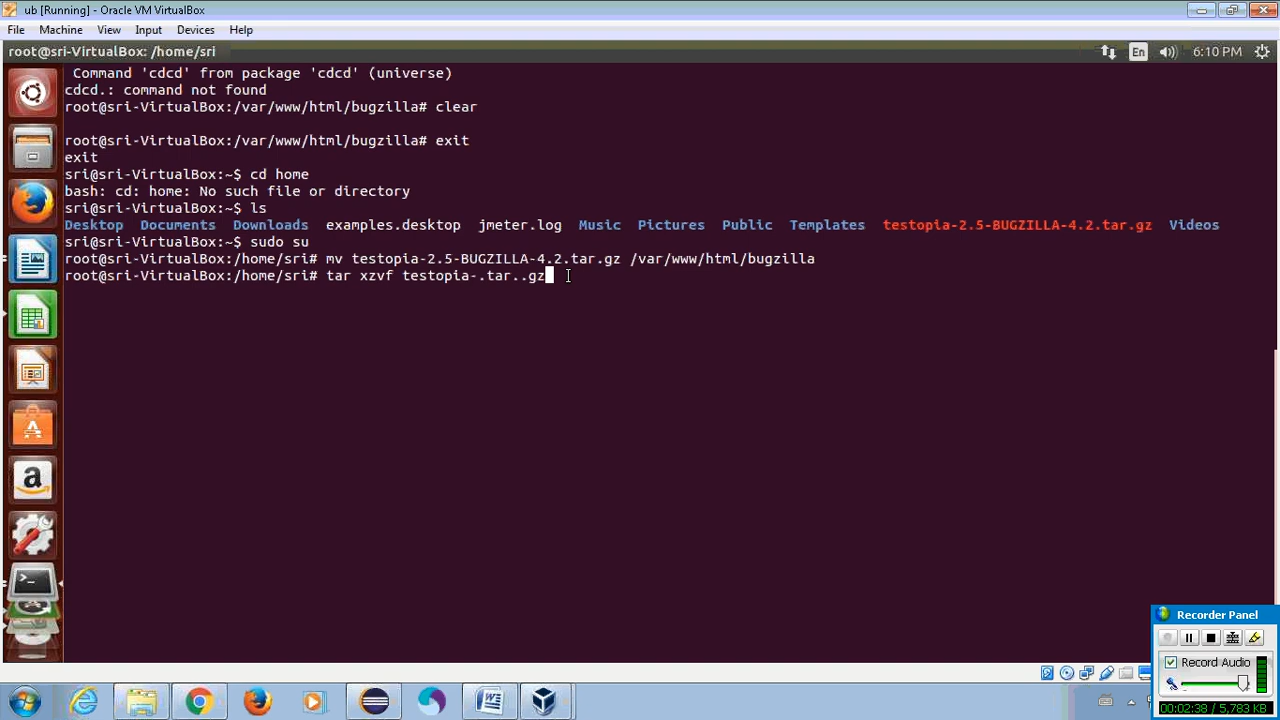 ub [Running] - Oracle VM VirtualBox
File Machine View Input Devices Help
root@sri-VirtualBox: /home/sri
En
6:10 PM
Command 'cdcd' from package 'cdcd' (universe)
cdcd.: command not found
root@sri-VirtualBox:/var/www/html/bugzilla# clear
root@sri-VirtualBox:/var/www/html/bugzilla# exit
exit
sri@sri-VirtualBox:~$ cd home
bash: cd: home: No such file or directory
sri@sri-VirtualBox:~$ ls
Desktop Documents Downloads examples.desktop jmeter.log Music Pictures Public Templates testopia-2.5-BUGZILLA-4.2.tar.gz Videos
sri@sri-VirtualBox:~$ sudo su
root@sri-VirtualBox:/home/sri# mv testopia-2.5-BUGZILLA-4.2.tar.gz /var/www/html/bugzilla
root@sri-VirtualBox:/home/sri# tar xzvf testopia-.tar..gz
Recorder Panel
Record Audio
00:02:38 / 5,783 KB